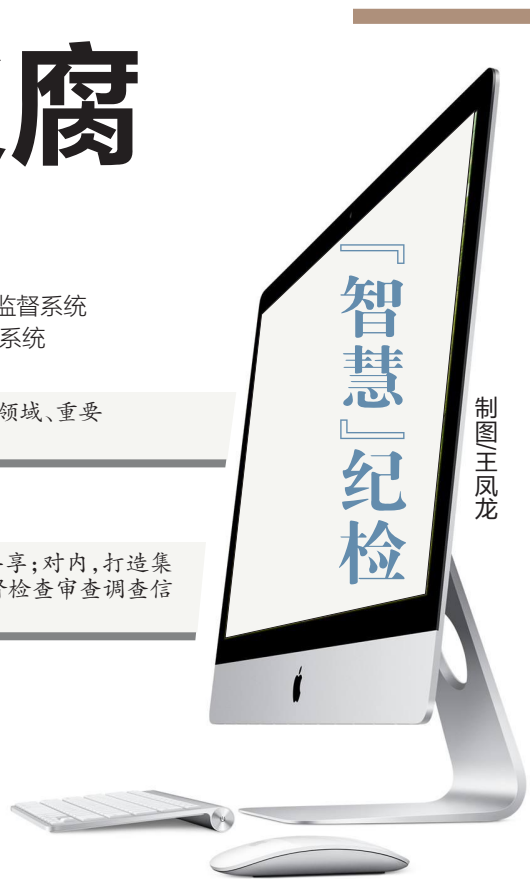 腐
监督系统
系统
领域、重要
享;对内,打造集
检查审查调查信
『智慧』纪检
制图/王凤龙